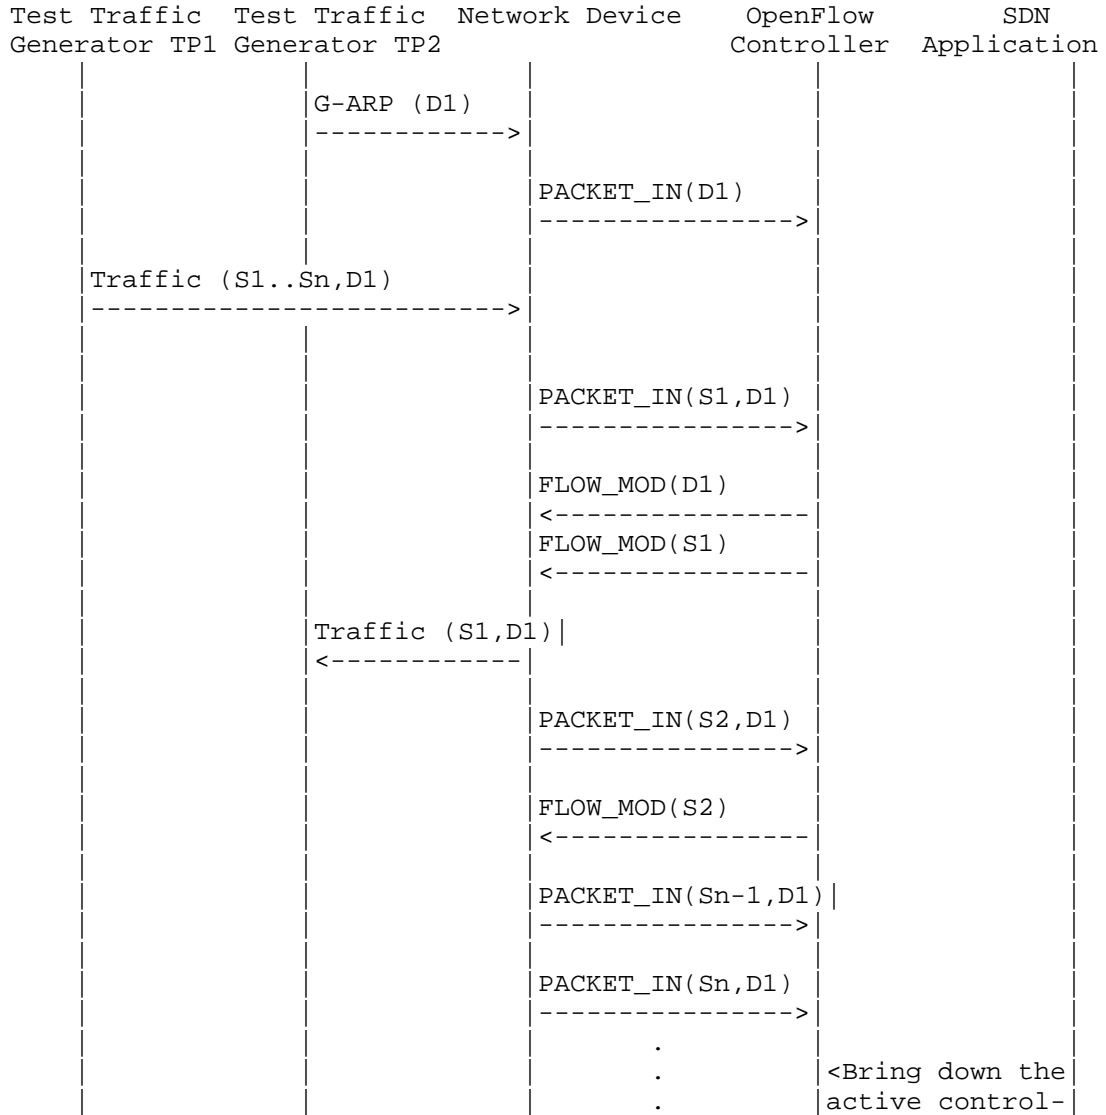 Test Traffic  Test Traffic  Network Device    OpenFlow        SDN
Generator TP1 Generator TP2                  Controller  Application
G-ARP (D1)
------------>
PACKET_IN(D1)
---------------->
Traffic (S1..Sn,D1)
-------------------------->
PACKET_IN(S1,D1)
---------------->
FLOW_MOD(D1)
<----------------
FLOW_MOD(S1)
<----------------
Traffic (S1,D1)|
<------------
PACKET_IN(S2,D1)
---------------->
FLOW_MOD(S2)
<----------------
PACKET_IN(Sn-1,D1)|
---------------->
PACKET_IN(Sn,D1)
---------------->
.
. <Bring down the
. active control-